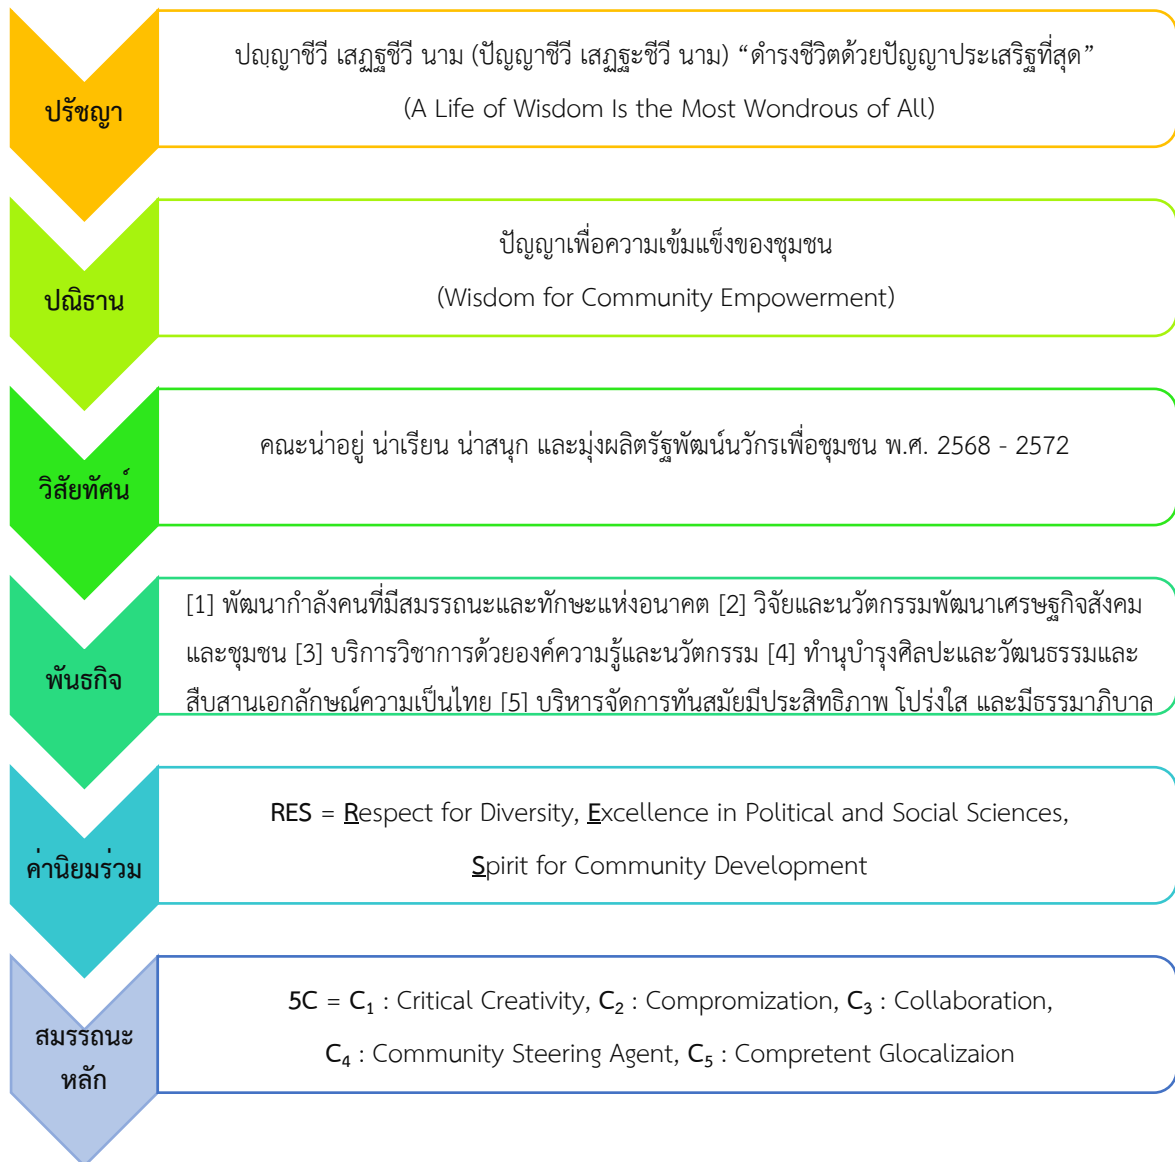 ปรัชญา
ปญฺญาชีวี เสฏฺฐชีวี นาม (ปัญญาชีวี เสฏฐะชีวี นาม) “ดำรงชีวิตด้วยปัญญาประเสริฐที่สุด”
(A Life of Wisdom Is the Most Wondrous of All)
ปณิธาน
ปัญญาเพื่อความเข้มแข็งของชุมชน
(Wisdom for Community Empowerment)
วิสัยทัศน์
คณะน่าอยู่ น่าเรียน น่าสนุก และมุ่งผลิตรัฐพัฒน์นวักรเพื่อชุมชน พ.ศ. 2568 - 2572
พันธกิจ
[1] พัฒนากำลังคนที่มีสมรรถนะและทักษะแห่งอนาคต [2] วิจัยและนวัตกรรมพัฒนาเศรษฐกิจสังคม
และชุมชน [3] บริการวิชาการด้วยองค์ความรู้และนวัตกรรม [4] ทำนุบำรุงศิลปะและวัฒนธรรมและ
สืบสานเอกลักษณ์ความเป็นไทย [5] บริหารจัดการทันสมัยมีประสิทธิภาพ โปร่งใส และมีธรรมาภิบาล
ค่านิยมร่วม
RES = Respect for Diversity, Excellence in Political and Social Sciences,
Spirit for Community Development
สมรรถนะ
หลัก
5C = C₁ : Critical Creativity, C₂ : Compromization, C₃ : Collaboration,
C₄ : Community Steering Agent, C₅ : Compretent Glocalizaion